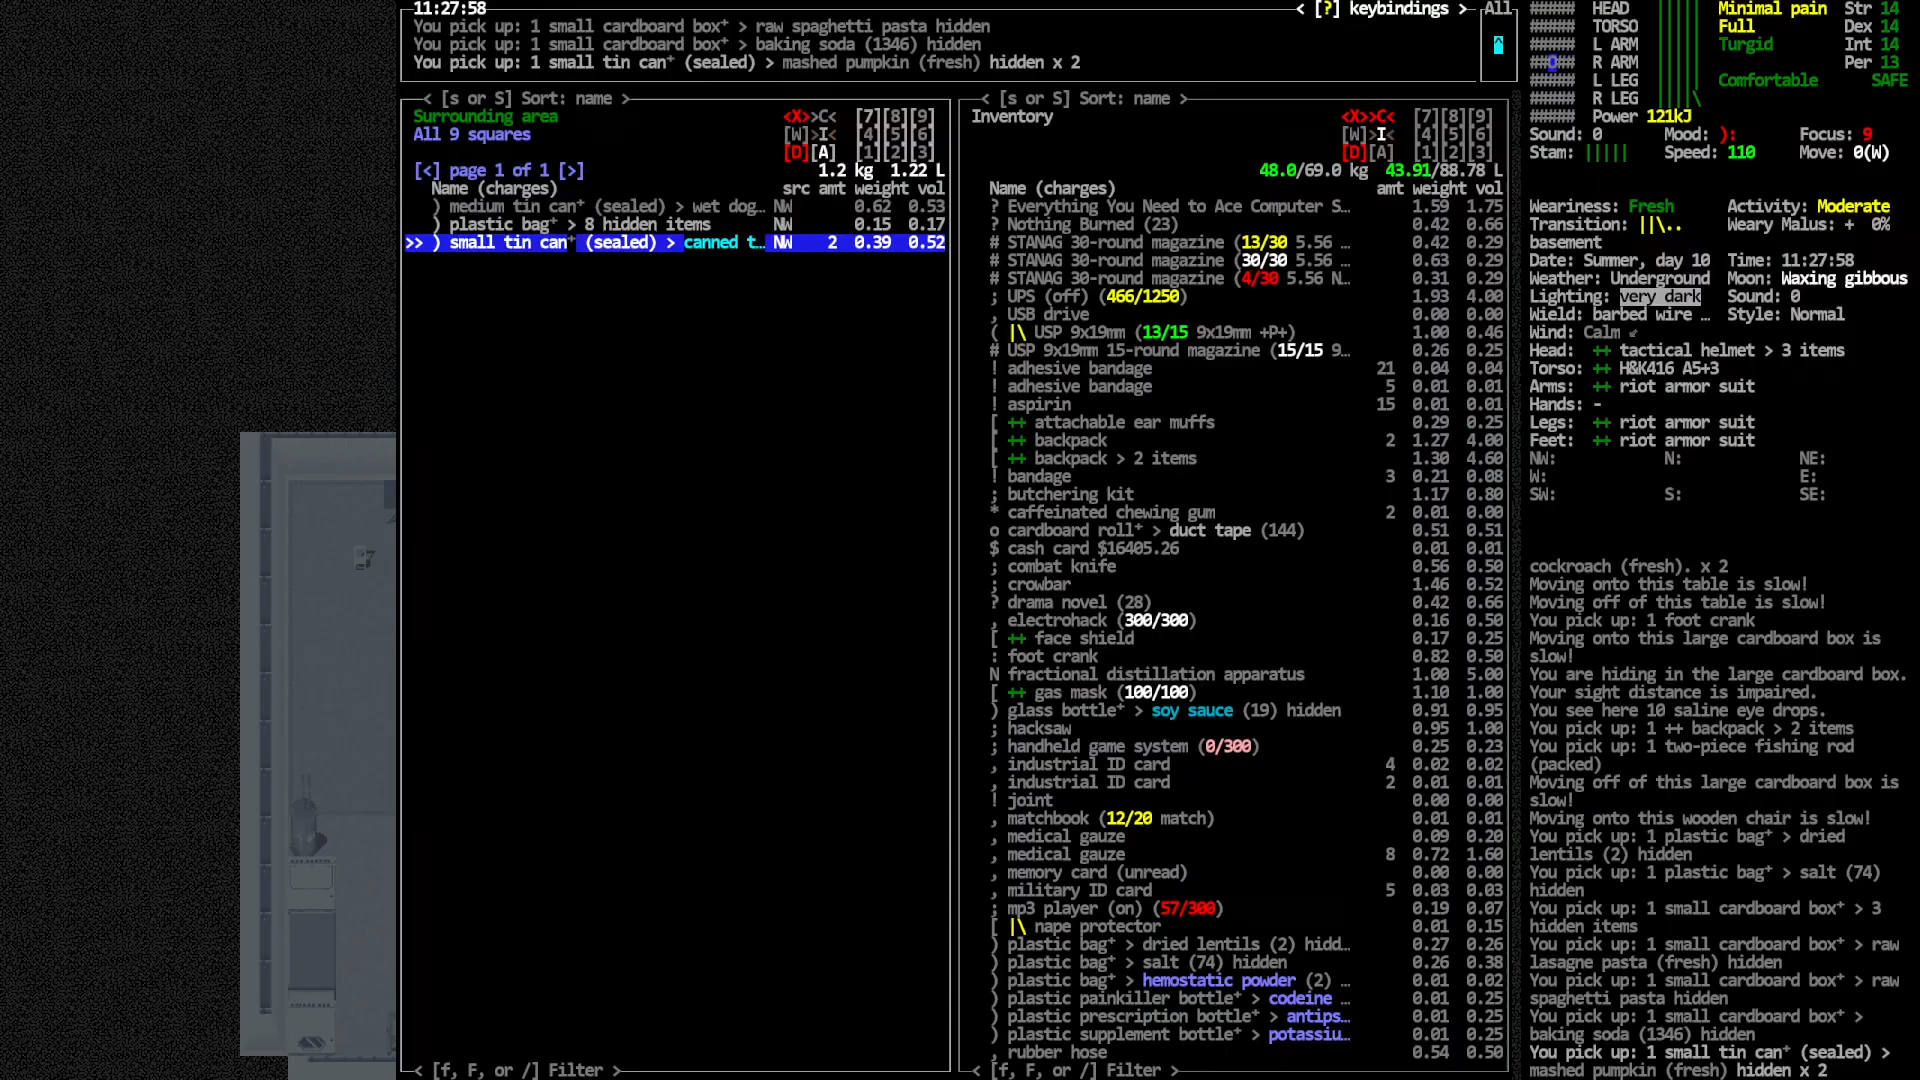 11:27:58
< [?] keybindings >
All
You pick up: 1 small cardboard box⁺ > raw spaghetti pasta hidden
You pick up: 1 small cardboard box⁺ > baking soda (1346) hidden
You pick up: 1 small tin can⁺ (sealed) > mashed pumpkin (fresh) hidden x 2
^
< [s or S] Sort: name >
Surrounding area <X>>C< [7][8][9]
All 9 squares [W]>I< [4][5][6]
[D][A] [1][2][3]
[<] page 1 of 1 [>] 1.2 kg 1.22 L
Name (charges) src amt weight vol
) medium tin can⁺ (sealed) > wet dog… NW 0.62 0.53
) plastic bag⁺ > 8 hidden items NW 0.15 0.17
>> ) small tin can⁺ (sealed) > canned t… NW 2 0.39 0.52
< [f, F, or /] Filter >
< [s or S] Sort: name >
Inventory <X>>C< [7][8][9]
[W]>I< [4][5][6]
[D][A] [1][2][3]
48.0/69.0 kg 43.91/88.78 L
Name (charges) amt weight vol
? Everything You Need to Ace Computer S… 1.59 1.75
? Nothing Burned (23) 0.42 0.66
# STANAG 30-round magazine (13/30 5.56 … 0.42 0.29
# STANAG 30-round magazine (30/30 5.56 … 0.63 0.29
# STANAG 30-round magazine (4/30 5.56 N… 0.31 0.29
; UPS (off) (466/1250) 1.93 4.00
, USB drive 0.00 0.00
( |\ USP 9x19mm (13/15 9x19mm +P+) 1.00 0.46
# USP 9x19mm 15-round magazine (15/15 9… 0.26 0.25
! adhesive bandage 21 0.04 0.04
! adhesive bandage 5 0.01 0.01
! aspirin 15 0.01 0.01
[ ++ attachable ear muffs 0.29 0.25
[ ++ backpack 2 1.27 4.00
[ ++ backpack > 2 items 1.30 4.60
! bandage 3 0.21 0.08
; butchering kit 1.17 0.80
* caffeinated chewing gum 2 0.01 0.00
o cardboard roll⁺ > duct tape (144) 0.51 0.51
$ cash card $16405.26 0.01 0.01
; combat knife 0.56 0.50
; crowbar 1.46 0.52
? drama novel (28) 0.42 0.66
, electrohack (300/300) 0.16 0.50
[ ++ face shield 0.17 0.25
: foot crank 0.82 0.50
N fractional distillation apparatus 1.00 5.00
[ ++ gas mask (100/100) 1.10 1.00
) glass bottle⁺ > soy sauce (19) hidden 0.91 0.95
; hacksaw 0.95 1.00
; handheld game system (0/300) 0.25 0.23
, industrial ID card 4 0.02 0.02
, industrial ID card 2 0.01 0.01
! joint 0.00 0.00
, matchbook (12/20 match) 0.01 0.01
, medical gauze 0.09 0.20
, medical gauze 8 0.72 1.60
, memory card (unread) 0.00 0.00
, military ID card 5 0.03 0.03
; mp3 player (on) (57/300) 0.19 0.07
[ |\ nape protector 0.01 0.15
) plastic bag⁺ > dried lentils (2) hidd… 0.27 0.26
) plastic bag⁺ > salt (74) hidden 0.26 0.38
) plastic bag⁺ > hemostatic powder (2) … 0.01 0.02
) plastic painkiller bottle⁺ > codeine … 0.01 0.25
) plastic prescription bottle⁺ > antips… 0.01 0.25
) plastic supplement bottle⁺ > potassiu… 0.01 0.25
, rubber hose 0.54 0.50
< [f, F, or /] Filter >
##### HEAD Minimal pain Str 14
##### TORSO Full Dex 14
##### L ARM Turgid Int 14
R ARM Per 13
##### L LEG Comfortable SAFE
##### R LEG
Power 121kJ
Sound: 0 Mood: ): Focus: 9
Stam: ||||| Speed: 110 Move: 0(W)
Weariness: Fresh Activity: Moderate
Transition: ||\.. Weary Malus: + 0%
basement
Date: Summer, day 10 Time: 11:27:58
Weather: Underground Moon: Waxing gibbous
Lighting: very dark Sound: 0
Wield: barbed wire … Style: Normal
Wind: Calm
Head: ++ tactical helmet > 3 items
Torso: ++ H&K416 A5+3
Arms: ++ riot armor suit
Hands: -
Legs: ++ riot armor suit
Feet: ++ riot armor suit
NW: N: NE:
W: E:
SW: S: SE:
cockroach (fresh). x 2
Moving onto this table is slow!
Moving off of this table is slow!
You pick up: 1 foot crank
Moving onto this large cardboard box is
slow!
You are hiding in the large cardboard box.
Your sight distance is impaired.
You see here 10 saline eye drops.
You pick up: 1 ++ backpack > 2 items
You pick up: 1 two-piece fishing rod
(packed)
Moving off of this large cardboard box is
slow!
Moving onto this wooden chair is slow!
You pick up: 1 plastic bag⁺ > dried
lentils (2) hidden
You pick up: 1 plastic bag⁺ > salt (74)
hidden
You pick up: 1 small cardboard box⁺ > 3
hidden items
You pick up: 1 small cardboard box⁺ > raw
lasagne pasta (fresh) hidden
You pick up: 1 small cardboard box⁺ > raw
spaghetti pasta hidden
You pick up: 1 small cardboard box⁺ >
baking soda (1346) hidden
You pick up: 1 small tin can⁺ (sealed) >
mashed pumpkin (fresh) hidden x 2